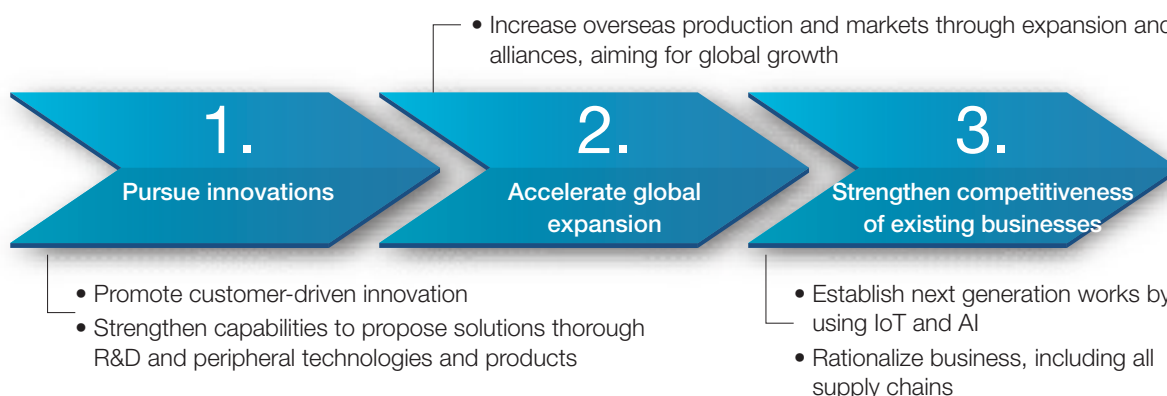 • Increase overseas production and markets through expansion and
alliances, aiming for global growth
1.
Pursue innovations
2.
Accelerate global
expansion
3.
Strengthen competitiveness
of existing businesses
• Promote customer-driven innovation
• Strengthen capabilities to propose solutions thorough
R&D and peripheral technologies and products
• Establish next generation works by
using IoT and AI
• Rationalize business, including all
supply chains